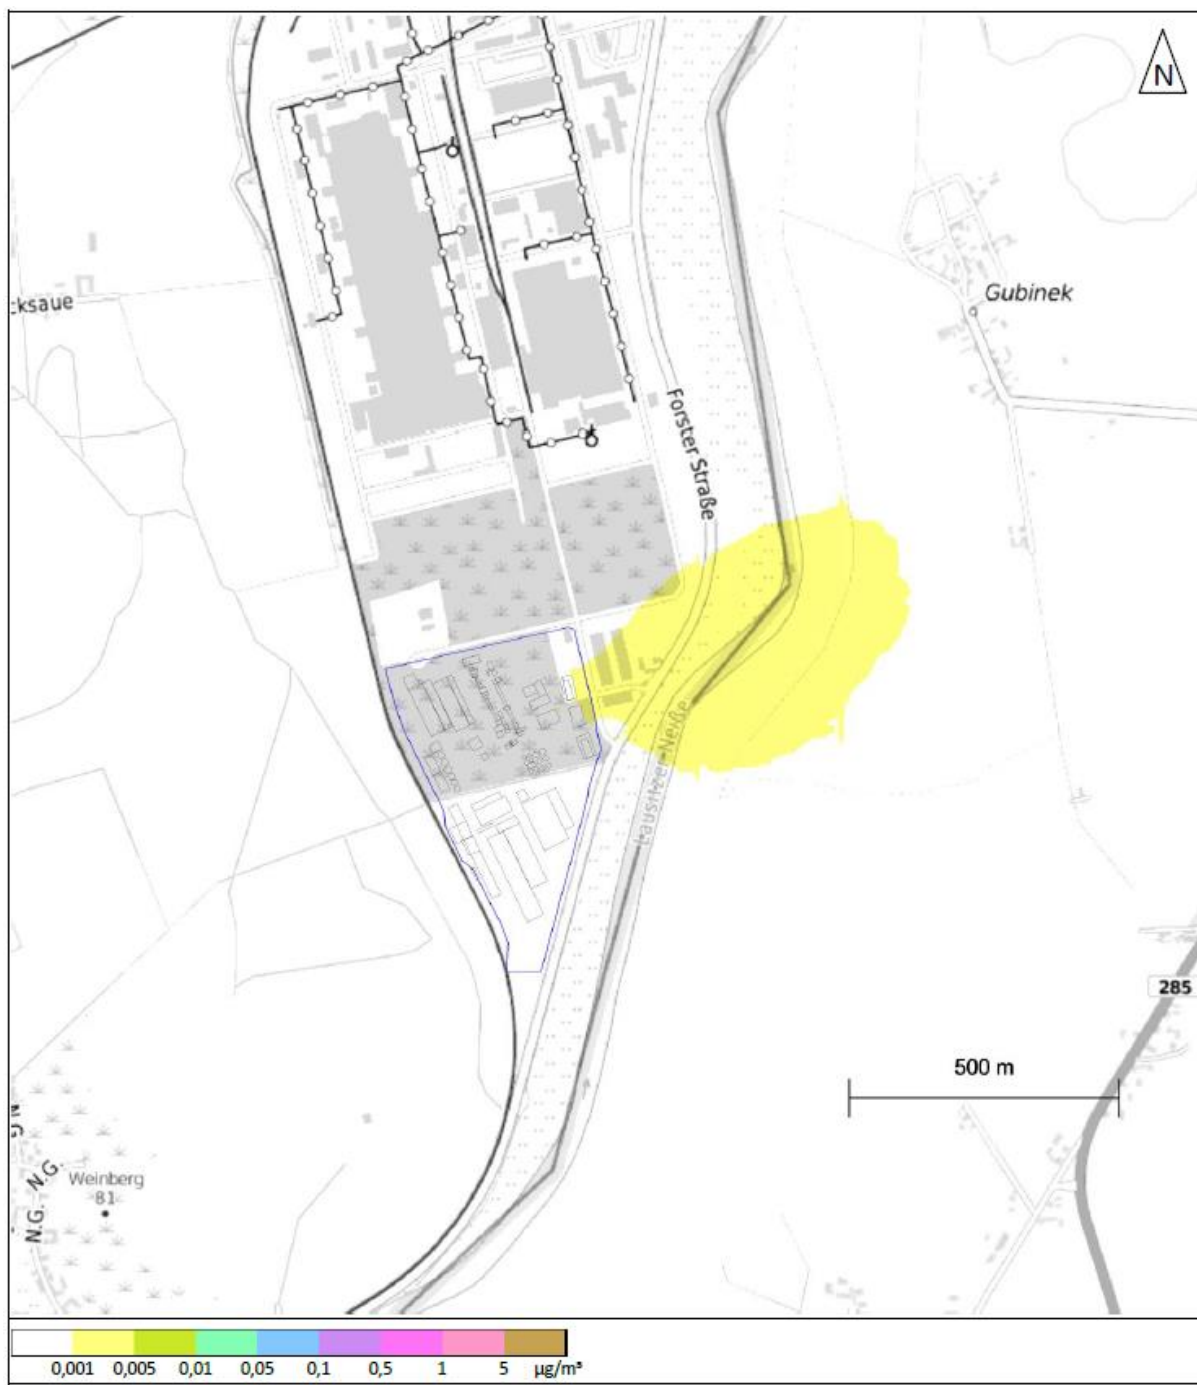 N
cksaue
Gubinek
Forster Straße
Lausitzer Neiße
285
500 m
N.G.
N.G.
Weinberg
81
0,001 0,005 0,01 0,05 0,1 0,5 1 5 µg/m³